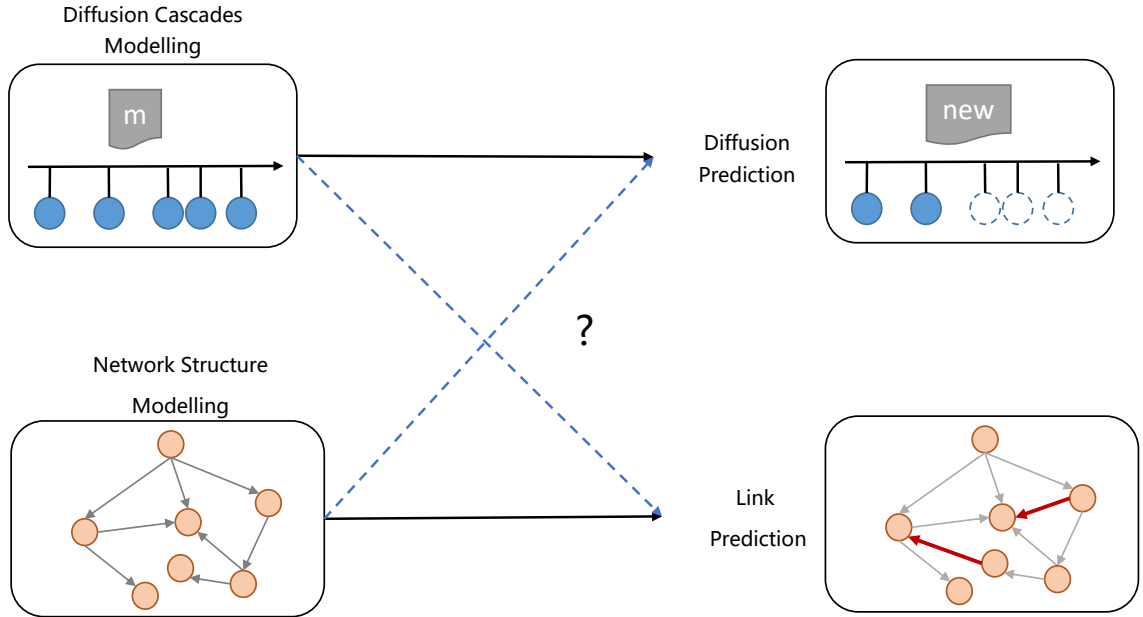 Diffusion Cascades
Modelling
m
Diffusion
Prediction
new
?
Network Structure
Modelling
Link
Prediction